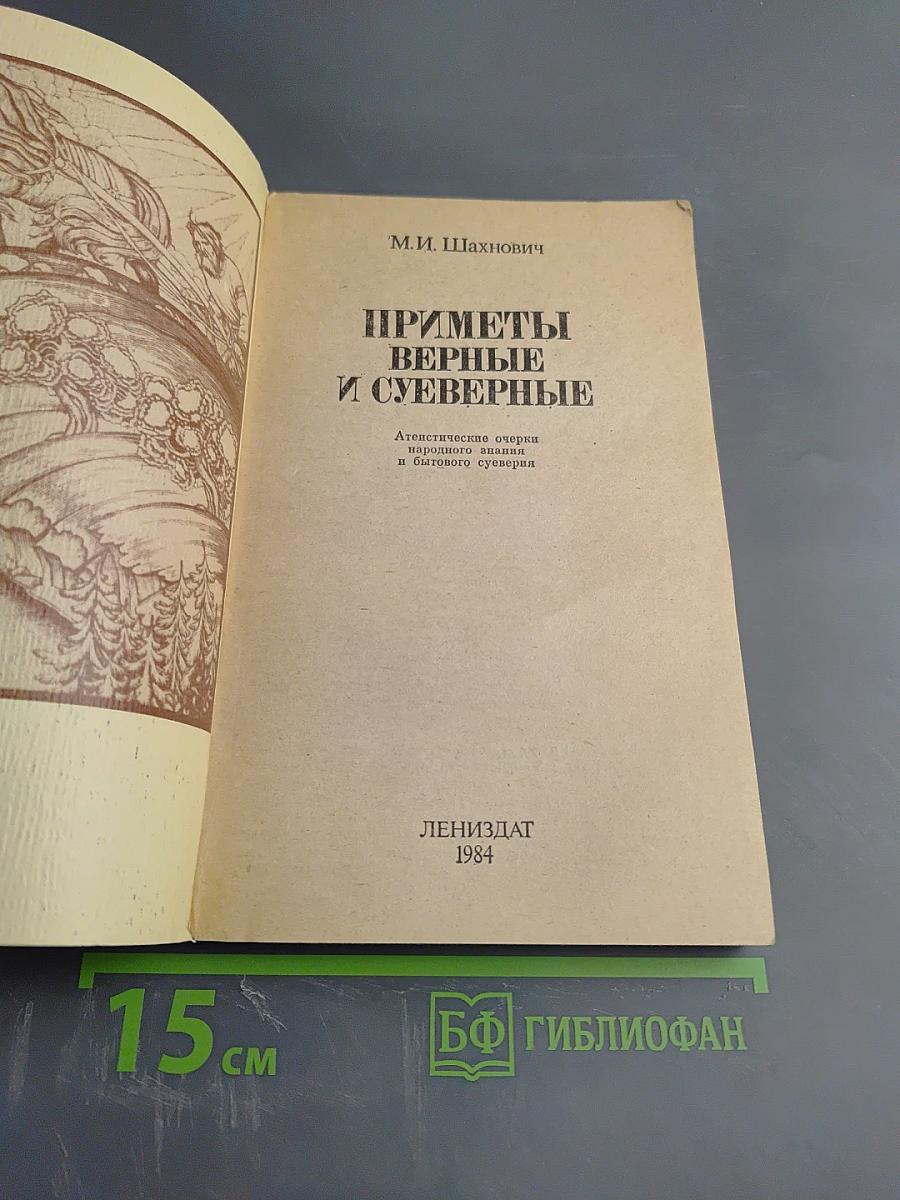 М.И. Шахнович
ПРИМЕТЫ
ВЕРНЫЕ
И СУЕВЕРНЫЕ
Атеистические очерки
народного знания
и бытового суеверия
ЛЕНИЗДАТ
1984
15 см
БФ ГИБЛИОФАН